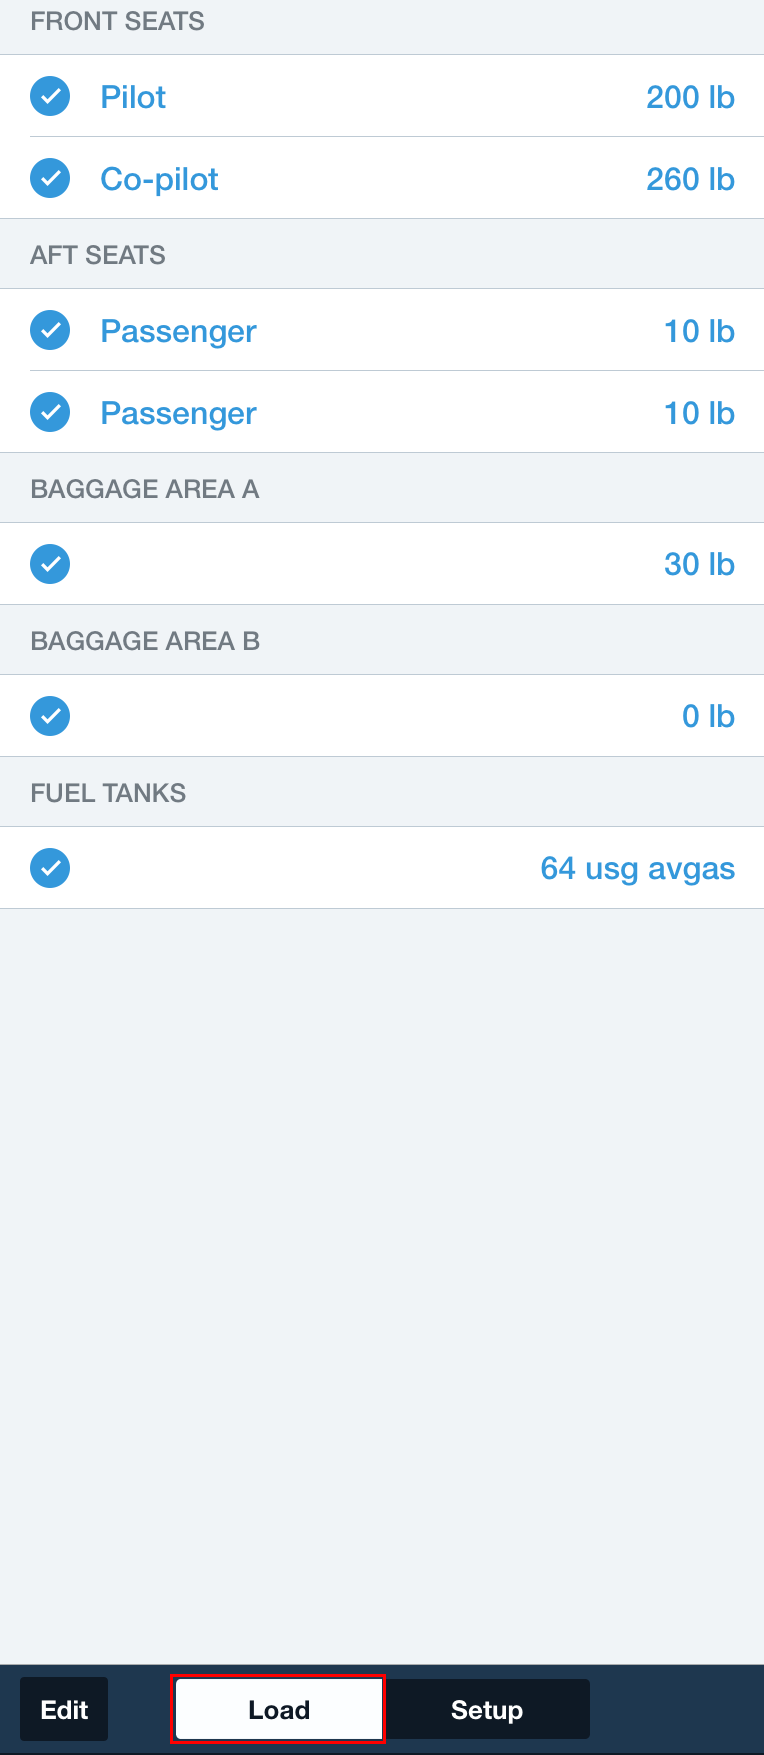 FRONT SEATS
Pilot 200 lb
Co-pilot 260 lb
AFT SEATS
Passenger 10 lb
Passenger 10 lb
BAGGAGE AREA A
30 lb
BAGGAGE AREA B
0 lb
FUEL TANKS
64 usg avgas
Edit Load Setup